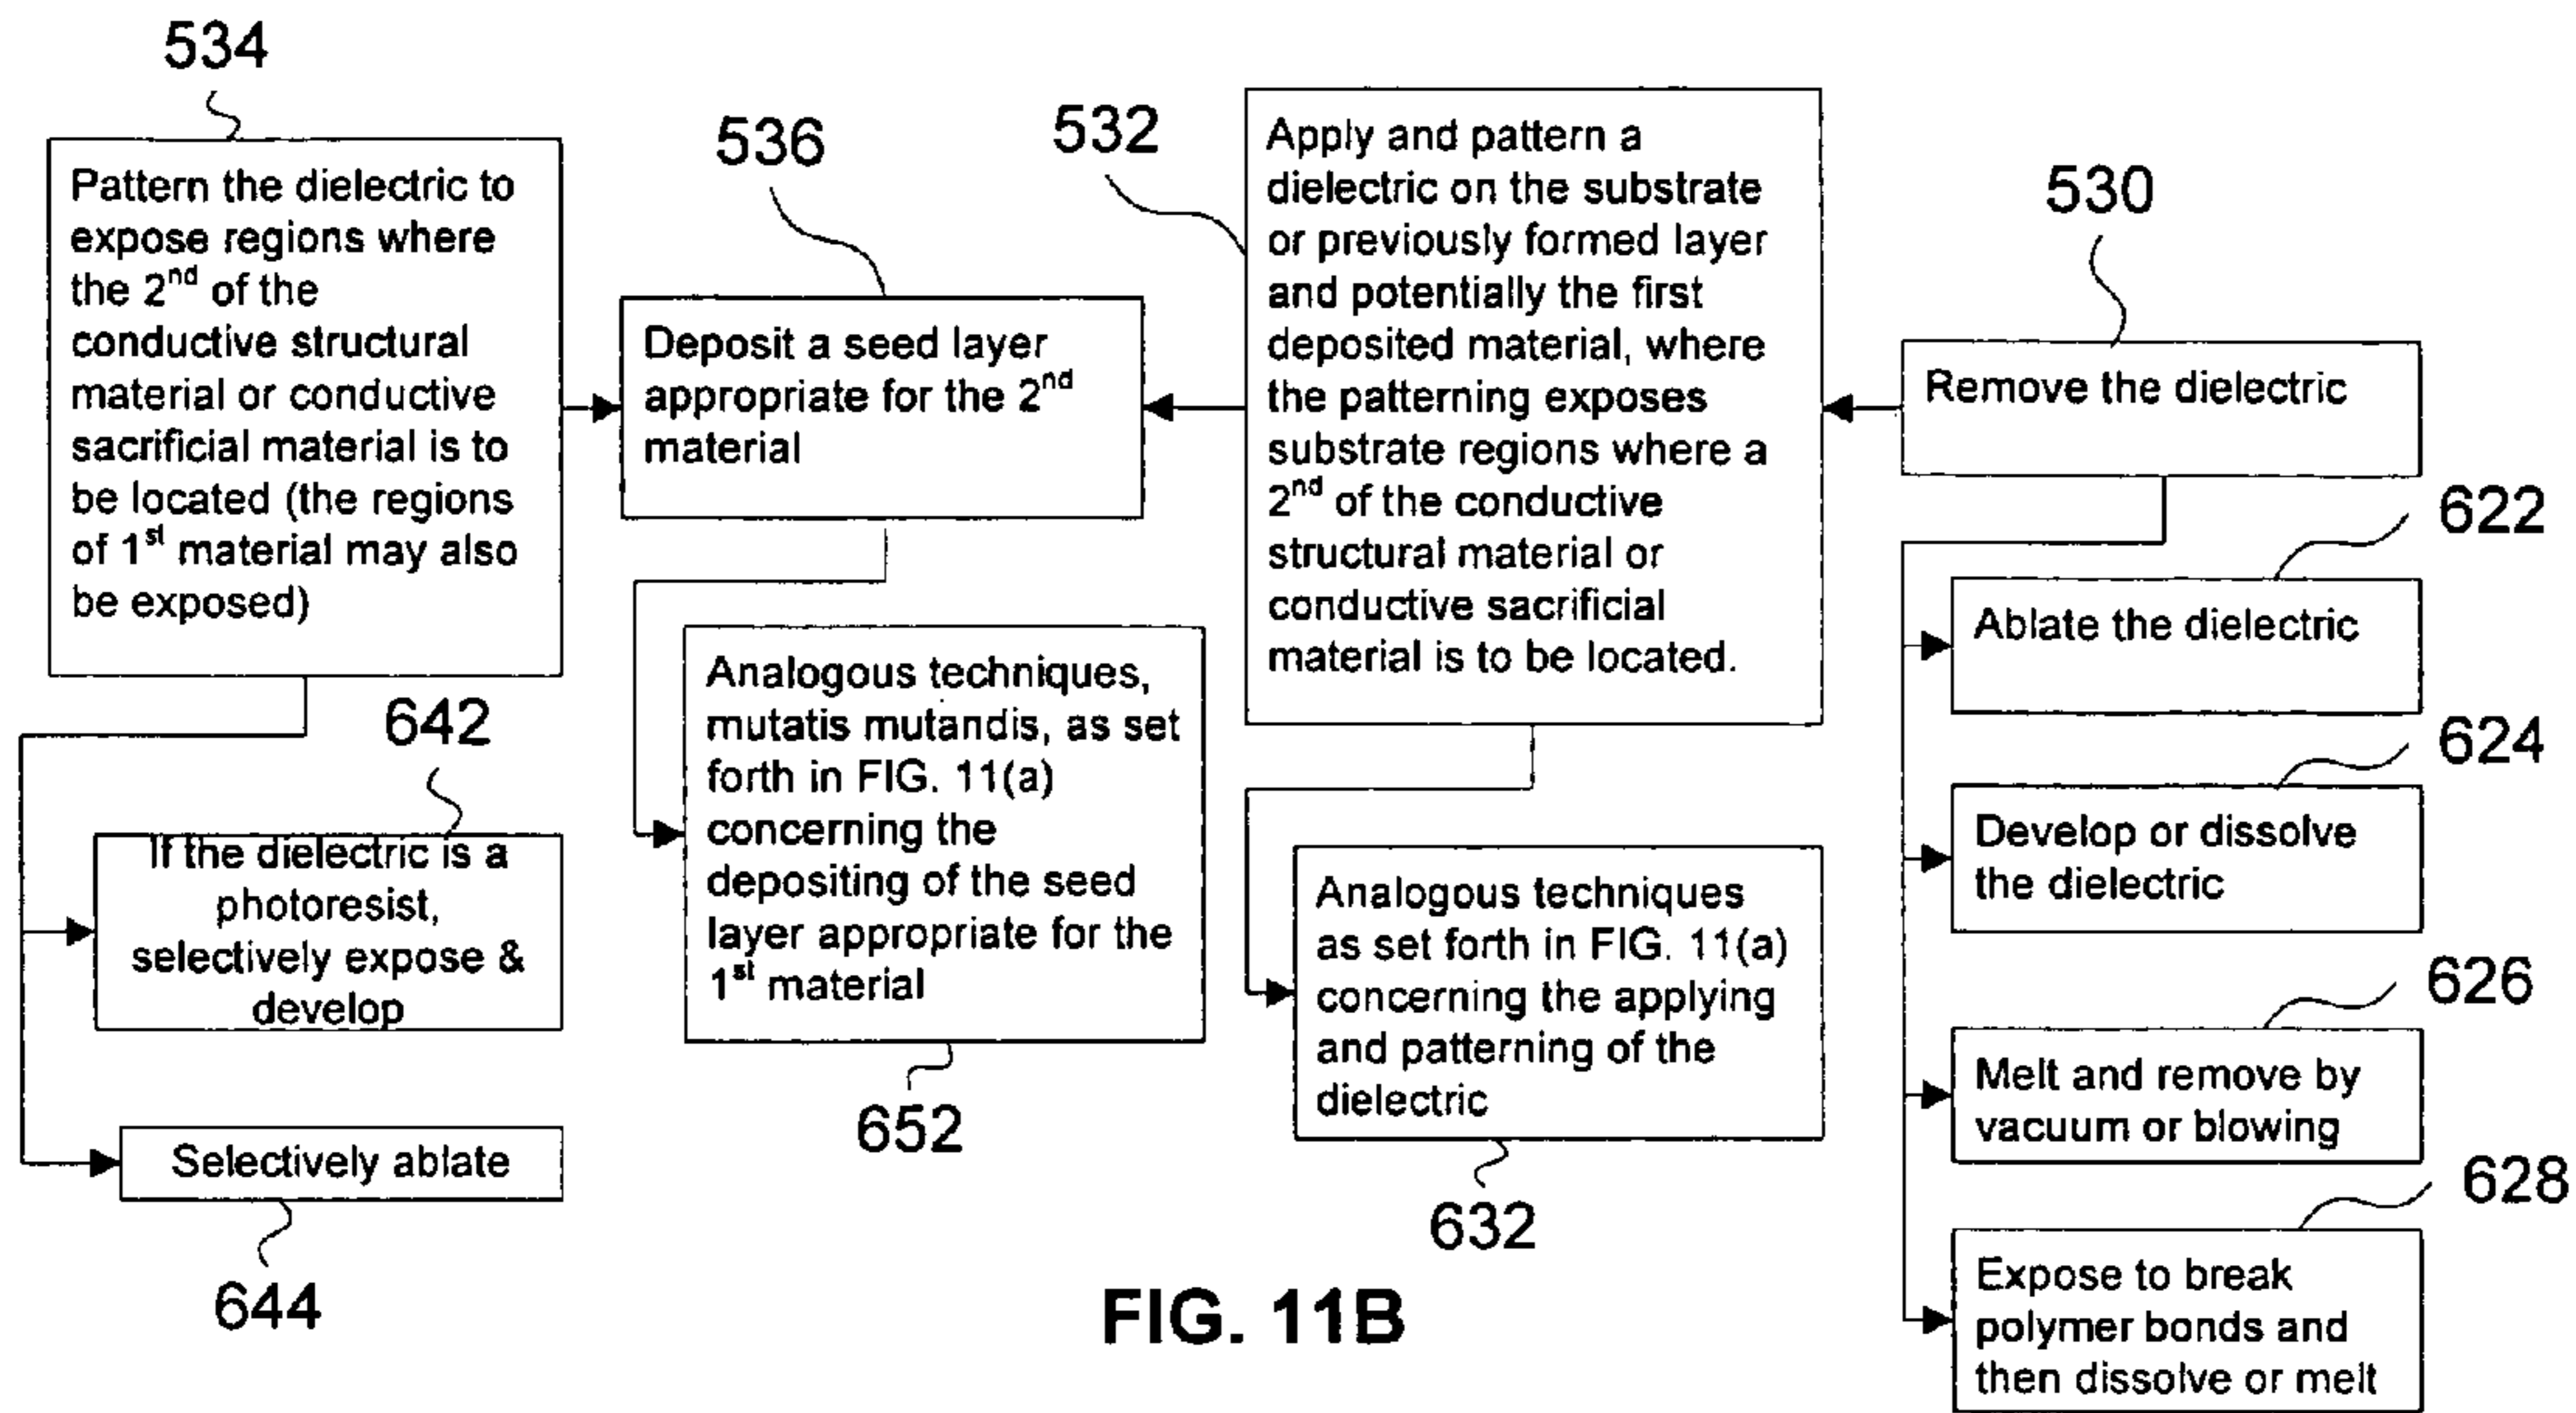 534
Pattern the dielectric to
expose regions where
the 2nd of the
conductive structural
material or conductive
sacrificial material is to
be located (the regions
of 1st material may also
be exposed)
642
If the dielectric is a
photoresist,
selectively expose &
develop
Selectively ablate
644
536
Deposit a seed layer
appropriate for the 2nd
material
Analogous techniques,
mutatis mutandis, as set
forth in FIG. 11(a)
concerning the
depositing of the seed
layer appropriate for the
1st material
652
532
Apply and pattern a
dielectric on the substrate
or previously formed layer
and potentially the first
deposited material, where
the patterning exposes
substrate regions where a
2nd of the conductive
structural material or
conductive sacrificial
material is to be located.
Analogous techniques
as set forth in FIG. 11(a)
concerning the applying
and patterning of the
dielectric
632
530
Remove the dielectric
622
Ablate the dielectric
624
Develop or dissolve
the dielectric
626
Melt and remove by
vacuum or blowing
628
Expose to break
polymer bonds and
then dissolve or melt
FIG. 11B